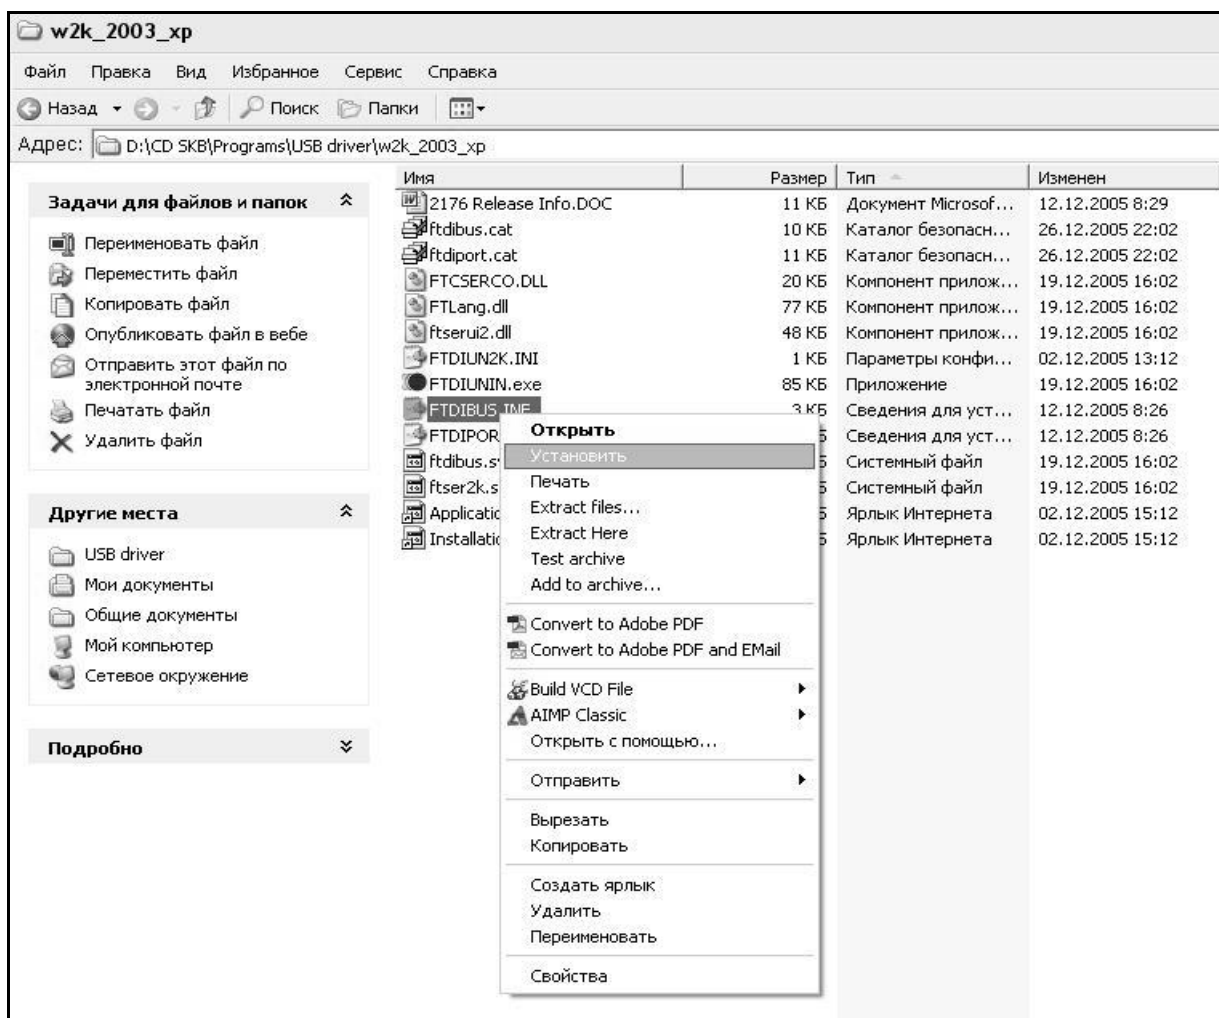 w2k_2003_xp
Файл Правка Вид Избранное Сервис Справка
Назад Поиск Папки
Адрес: D:\CD SKB\Programs\USB driver\w2k_2003_xp
Задачи для файлов и папок
Переименовать файл
Переместить файл
Копировать файл
Опубликовать файл в вебе
Отправить этот файл по
электронной почте
Печатать файл
Удалить файл
Другие места
USB driver
Мои документы
Общие документы
Мой компьютер
Сетевое окружение
Подробно
Имя Размер Тип Изменен
2176 Release Info.DOC 11 КБ Документ Microsof... 12.12.2005 8:29
ftdibus.cat 10 КБ Каталог безопасн... 26.12.2005 22:02
ftdiport.cat 11 КБ Каталог безопасн... 26.12.2005 22:02
FTCSERCO.DLL 20 КБ Компонент прилож... 19.12.2005 16:02
FTLang.dll 77 КБ Компонент прилож... 19.12.2005 16:02
ftserui2.dll 48 КБ Компонент прилож... 19.12.2005 16:02
FTDIUN2K.INI 1 КБ Параметры конфи... 02.12.2005 13:12
FTDIUNIN.exe 85 КБ Приложение 19.12.2005 16:02
FTDIBUS.INF 3 КБ Сведения для уст... 12.12.2005 8:26
FTDIPOR Сведения для уст... 12.12.2005 8:26
ftdibus.s Системный файл 19.12.2005 16:02
ftser2k.s Системный файл 19.12.2005 16:02
Applicatio Ярлык Интернета 02.12.2005 15:12
Installatio Ярлык Интернета 02.12.2005 15:12
Открыть
Установить
Печать
Extract files...
Extract Here
Test archive
Add to archive...
Convert to Adobe PDF
Convert to Adobe PDF and EMail
Build VCD File
AIMP Classic
Открыть с помощью...
Отправить
Вырезать
Копировать
Создать ярлык
Удалить
Переименовать
Свойства